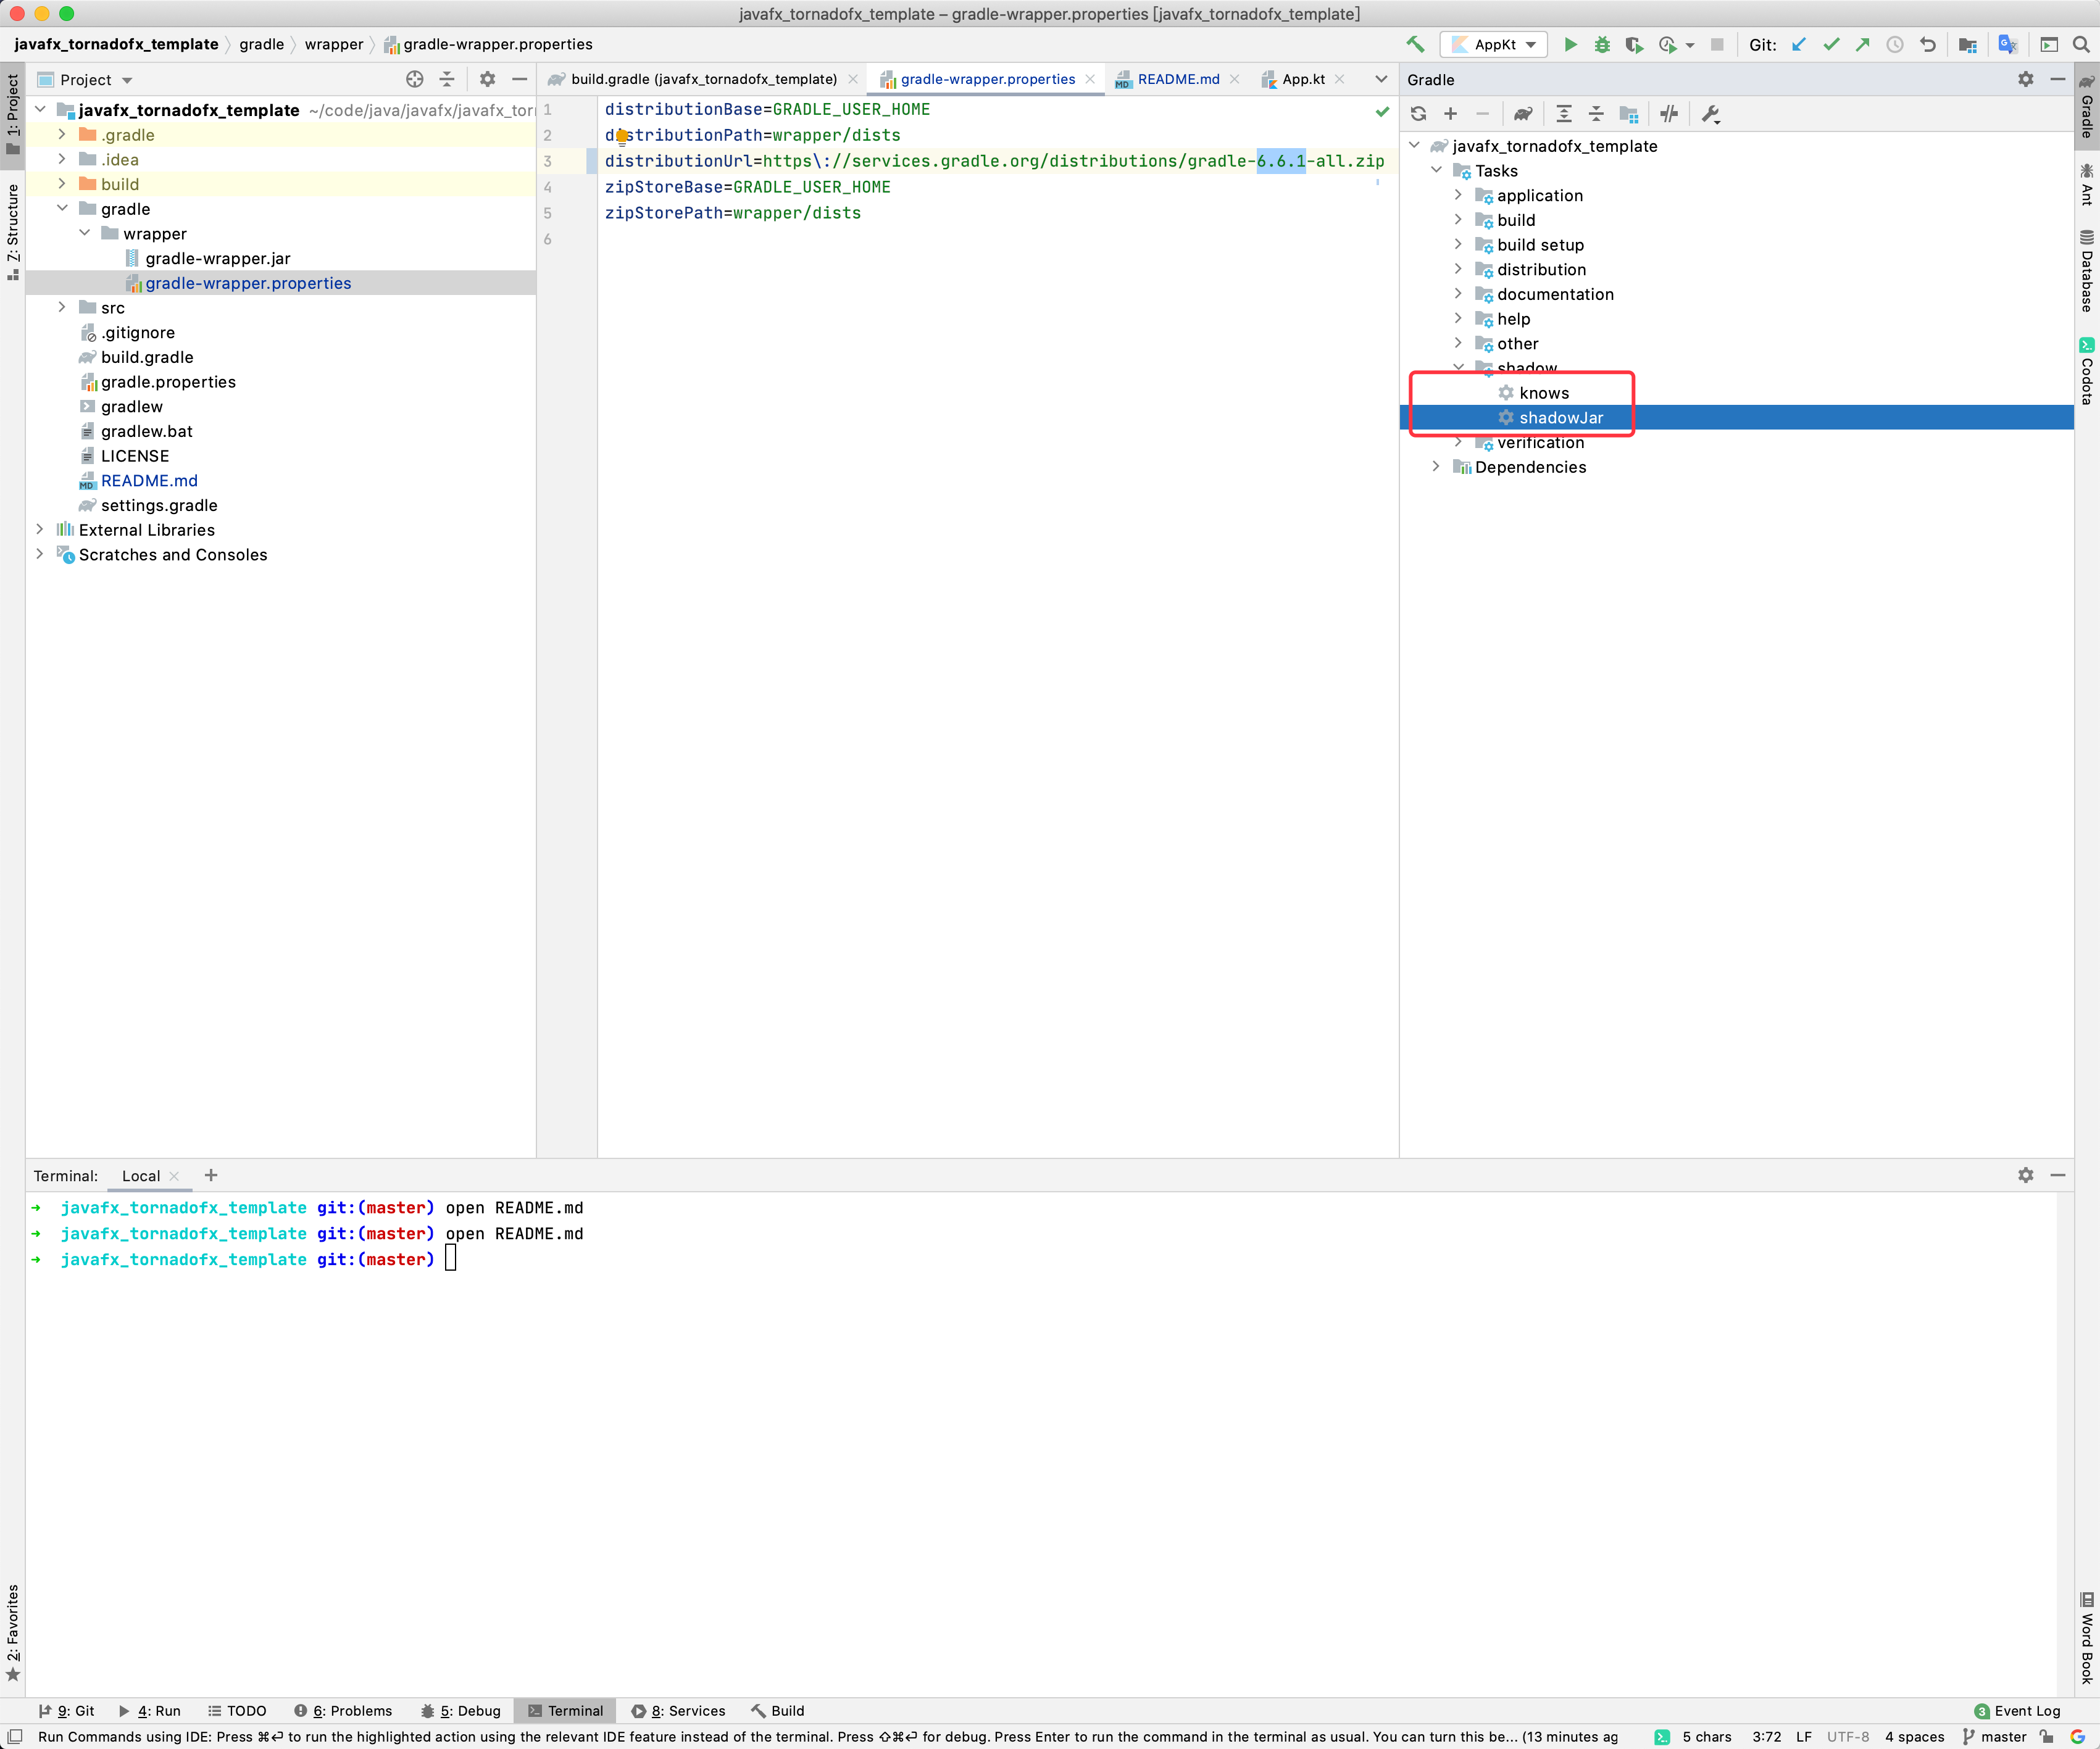 javafx_tornadofx_template – gradle-wrapper.properties [javafx_tornadofx_template]
javafx_tornadofx_template gradle wrapper gradle-wrapper.properties
AppKt
Git:
1: Project
7: Structure
2: Favorites
Project
javafx_tornadofx_template ~/code/java/javafx/javafx_tor
.gradle
.idea
build
gradle
wrapper
gradle-wrapper.jar
gradle-wrapper.properties
src
.gitignore
build.gradle
gradle.properties
gradlew
gradlew.bat
LICENSE
README.md
settings.gradle
External Libraries
Scratches and Consoles
build.gradle (javafx_tornadofx_template) gradle-wrapper.properties README.md App.kt
1 distributionBase=GRADLE_USER_HOME
2 distributionPath=wrapper/dists
3 distributionUrl=https\://services.gradle.org/distributions/gradle-6.6.1-all.zip
4 zipStoreBase=GRADLE_USER_HOME
5 zipStorePath=wrapper/dists
6
Gradle
javafx_tornadofx_template
Tasks
application
build
build setup
distribution
documentation
help
other
shadow
knows
shadowJar
verification
Dependencies
Gradle
Ant
Database
Codota
Word Book
Terminal: Local
➜ javafx_tornadofx_template git:(master) open README.md
➜ javafx_tornadofx_template git:(master) open README.md
➜ javafx_tornadofx_template git:(master)
9: Git 4: Run TODO 6: Problems 5: Debug Terminal 8: Services Build
3 Event Log
Run Commands using IDE: Press ⌘⏎ to run the highlighted action using the relevant IDE feature instead of the terminal. Press ⇧⌘⏎ for debug. Press Enter to run the command in the terminal as usual. You can turn this be... (13 minutes ag
5 chars 3:72 LF UTF-8 4 spaces master